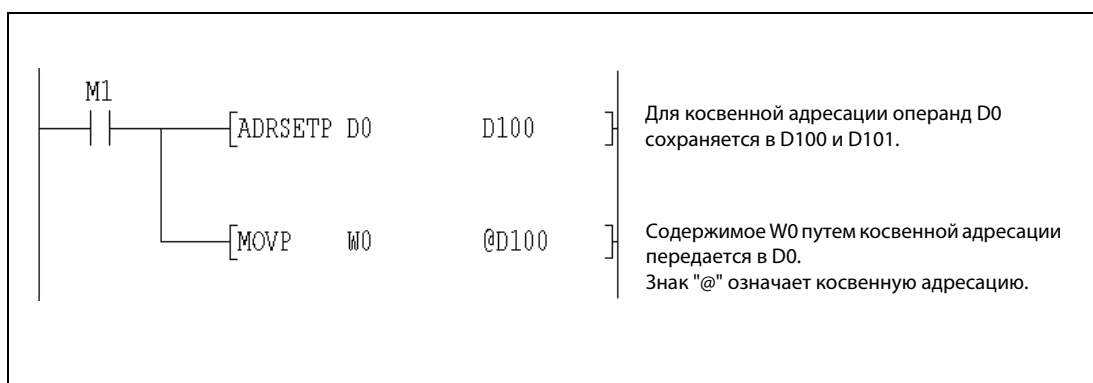 M1
ADRSETP D0 D100
Для косвенной адресации операнд D0
сохраняется в D100 и D101.
MOVP W0 @D100
Содержимое W0 путем косвенной адресации
передается в D0.
Знак "@" означает косвенную адресацию.